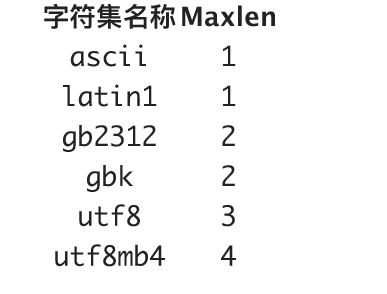 字符集名称 Maxlen
ascii 1
latin1 1
gb2312 2
gbk 2
utf8 3
utf8mb4 4